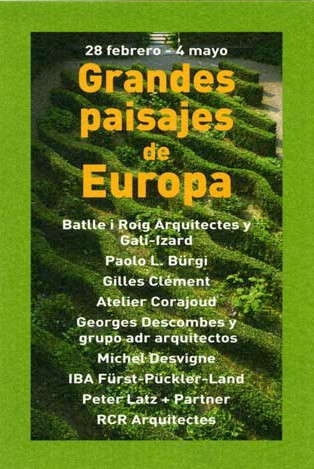 28 febrero - 4 mayo
Grandes
paisajes
de
Europa
Batlle i Roig Arquitectes y
Galí-Izard
Paolo L. Bürgi
Gilles Clément
Atelier Corajoud
Georges Descombes y
grupo adr arquitectos
Michel Desvigne
IBA Fürst-Pückler-Land
Peter Latz + Partner
RCR Arquitectes